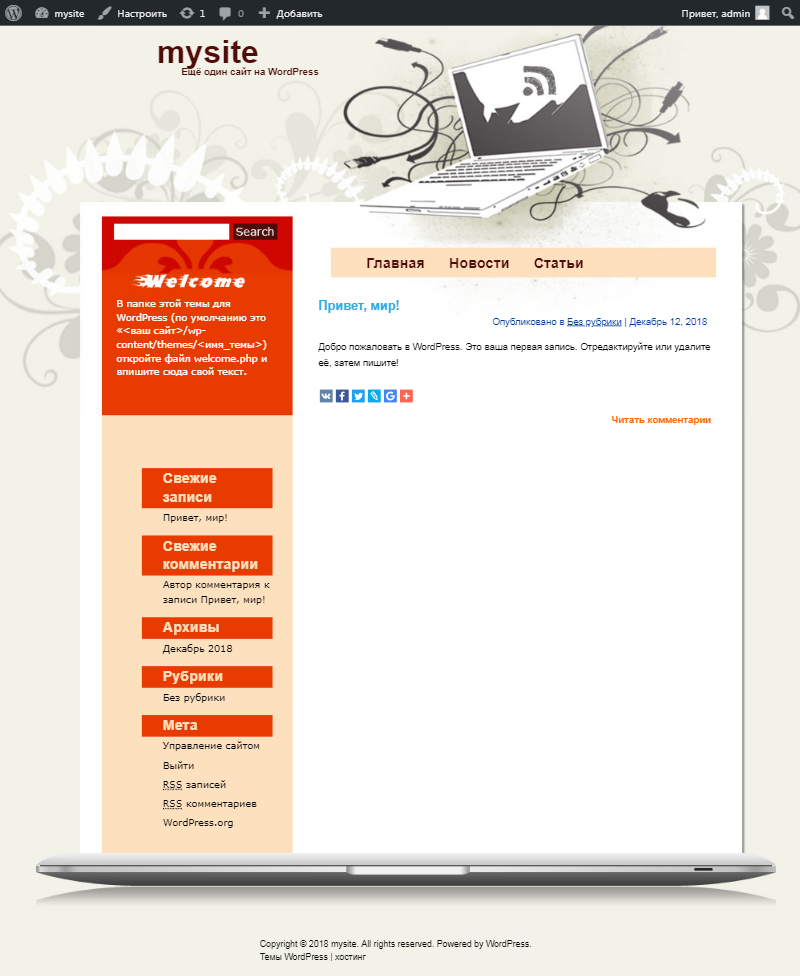 mysite Настроить 1 0 Добавить Привет, admin
mysite
Ещё один сайт на WordPress
Search
Welcome
В папке этой темы для
WordPress (по умолчанию это
«<ваш сайт>/wp-
content/themes/<имя_темы>)
откройте файл welcome.php и
впишите сюда свой текст.
Свежие
записи
Привет, мир!
Свежие
комментарии
Автор комментария к
записи Привет, мир!
Архивы
Декабрь 2018
Рубрики
Без рубрики
Мета
Управление сайтом
Выйти
RSS записей
RSS комментариев
WordPress.org
Главная Новости Статьи
Привет, мир!
Опубликовано в Без рубрики | Декабрь 12, 2018
Добро пожаловать в WordPress. Это ваша первая запись. Отредактируйте или удалите
её, затем пишите!
Читать комментарии
Copyright © 2018 mysite. All rights reserved. Powered by WordPress.
Темы WordPress | хостинг